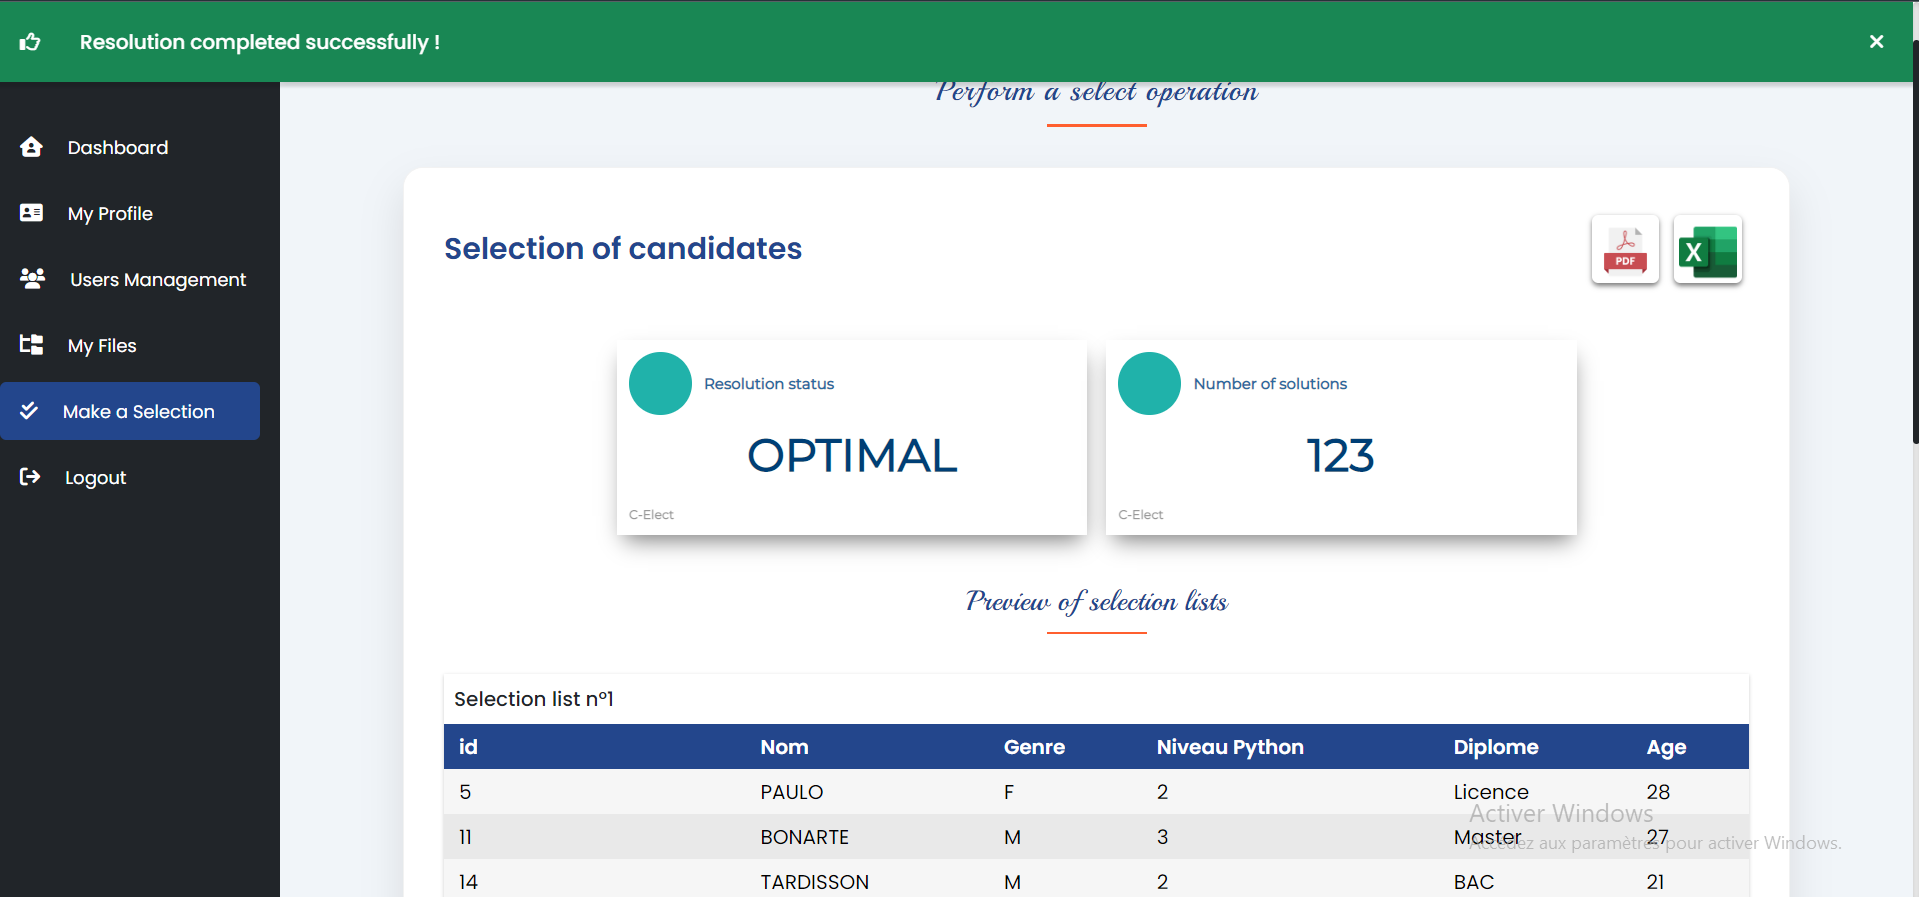 Resolution completed successfully !
Perform a select operation
Dashboard
My Profile
Users Management
My Files
Make a Selection
Logout
Selection of candidates
PDF
X
Resolution status
OPTIMAL
C-Elect
Number of solutions
123
C-Elect
Preview of selection lists
Selection list n°1
id Nom Genre Niveau Python Diplome Age
5 PAULO F 2 Licence 28
11 BONARTE M 3 Master 27
14 TARDISSON M 2 BAC 21
Activer Windows
Accédez aux paramètres pour activer Windows.